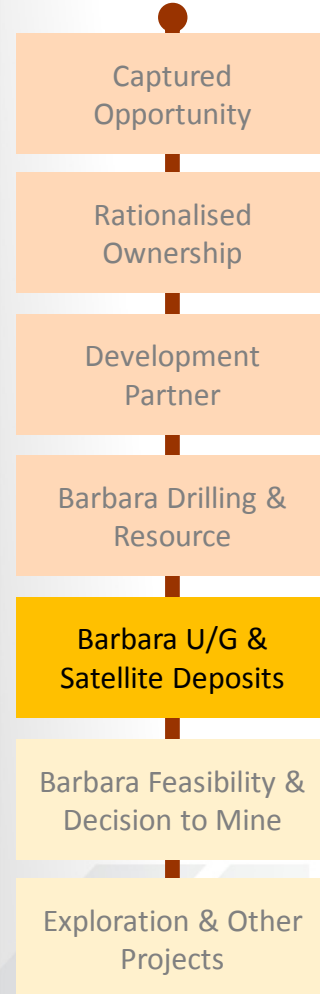 Captured
Opportunity
Rationalised
Ownership
Development
Partner
Barbara Drilling &
Resource
Barbara U/G &
Satellite Deposits
Barbara Feasibility &
Decision to Mine
Exploration & Other
Projects